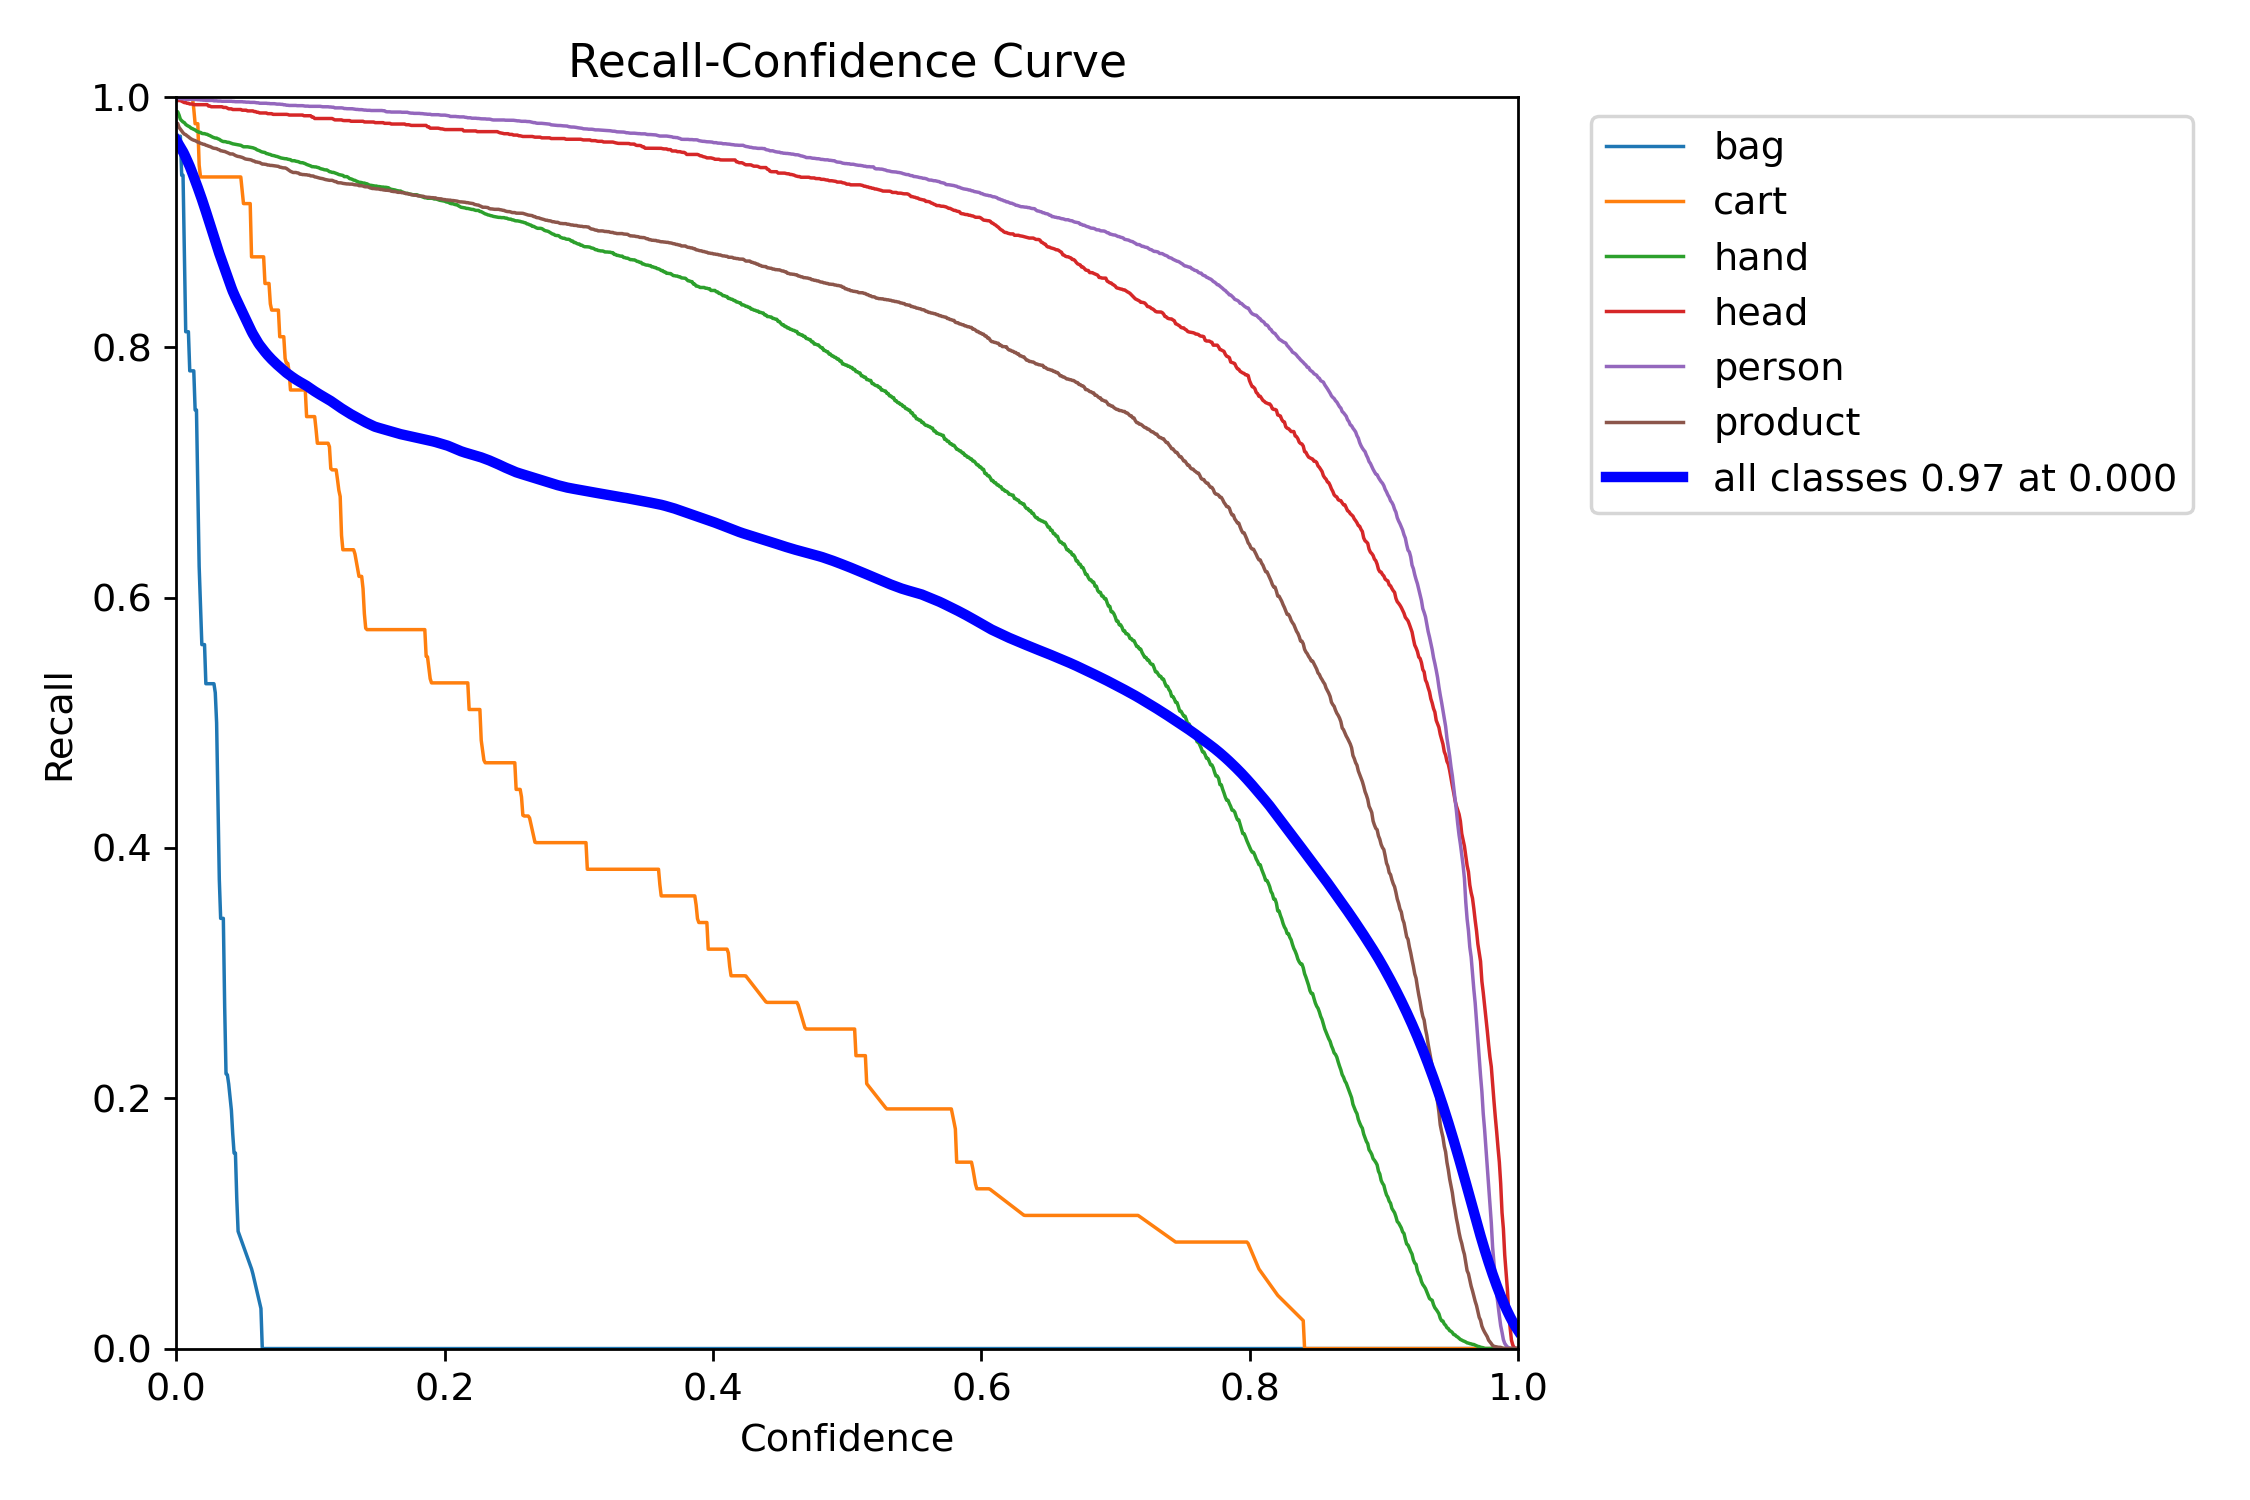 Recall-Confidence Curve
1.0
0.8
0.6
0.4
0.2
0.0
Recall
0.0 0.2 0.4 0.6 0.8 1.0
Confidence
bag
cart
hand
head
person
product
all classes 0.97 at 0.000